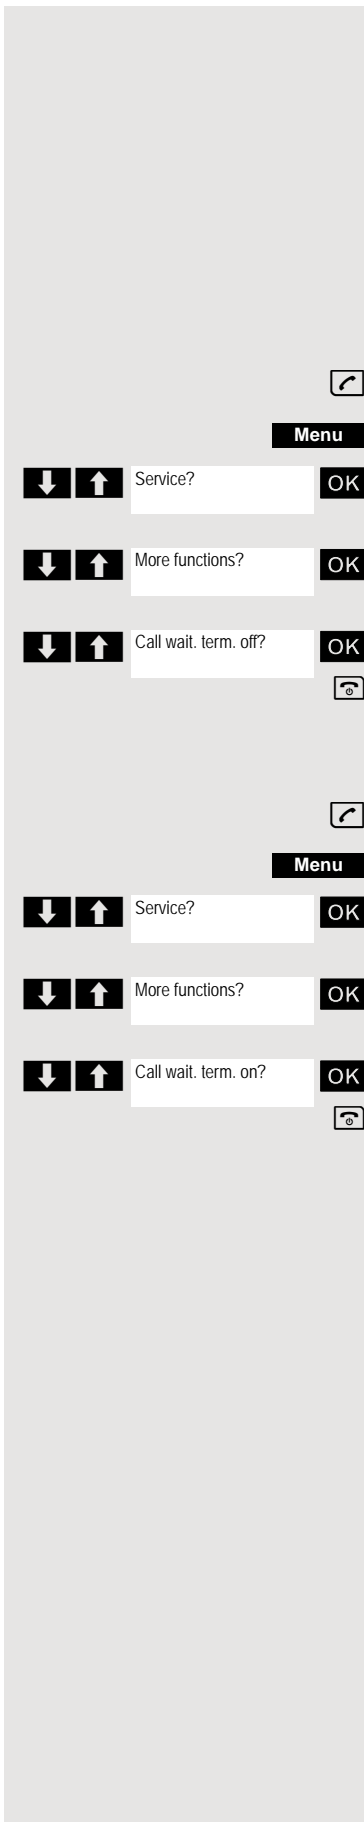 Menu
Service? OK
More functions? OK
Call wait. term. off? OK
Menu
Service? OK
More functions? OK
Call wait. term. on? OK